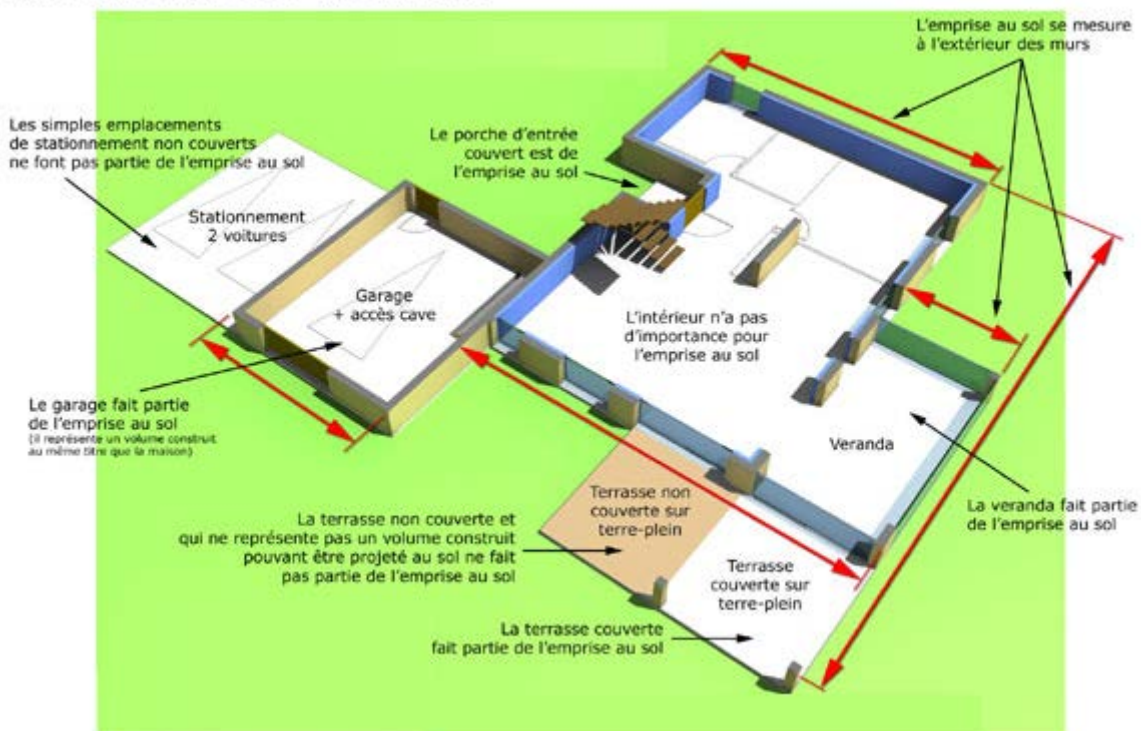 L'emprise au sol se mesure
à l'extérieur des murs
Les simples emplacements
de stationnement non couverts
ne font pas partie de l'emprise au sol
Le porche d'entrée
couvert est de
l'emprise au sol
Stationnement
2 voitures
Garage
+ accès cave
L'intérieur n'a pas
d'importance pour
l'emprise au sol
Le garage fait partie
de l'emprise au sol
(il représente un volume construit
au même titre que la maison)
Veranda
La veranda fait partie
de l'emprise au sol
Terrasse non
couverte sur
terre-plein
La terrasse non couverte et
qui ne représente pas un volume construit
pouvant être projeté au sol ne fait
pas partie de l'emprise au sol
Terrasse
couverte sur
terre-plein
La terrasse couverte
fait partie de l'emprise au sol